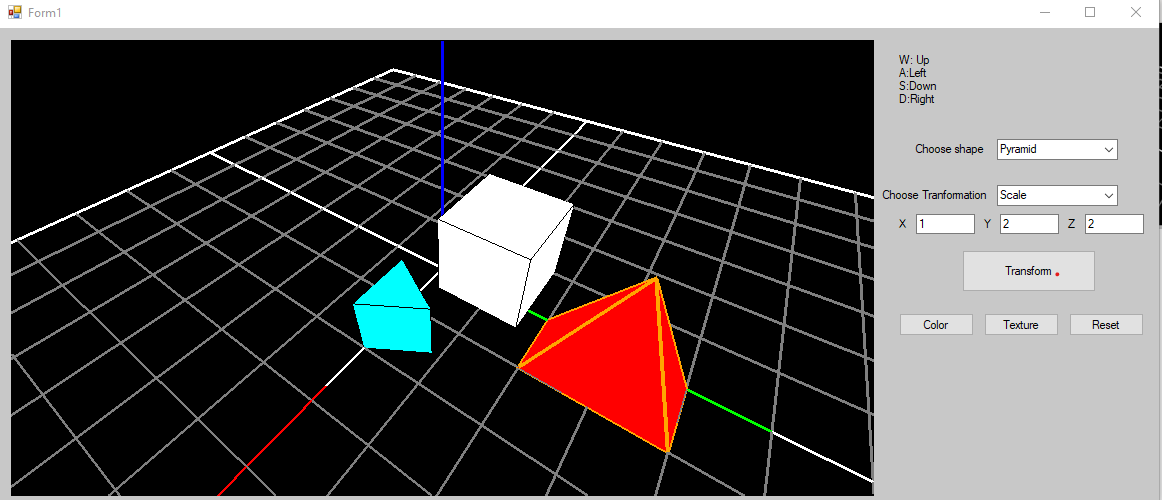 Form1
W: Up
A:Left
S:Down
D:Right
Choose shape Pyramid
Choose Tranformation Scale
X 1 Y 2 Z 2
Transform
Color Texture Reset